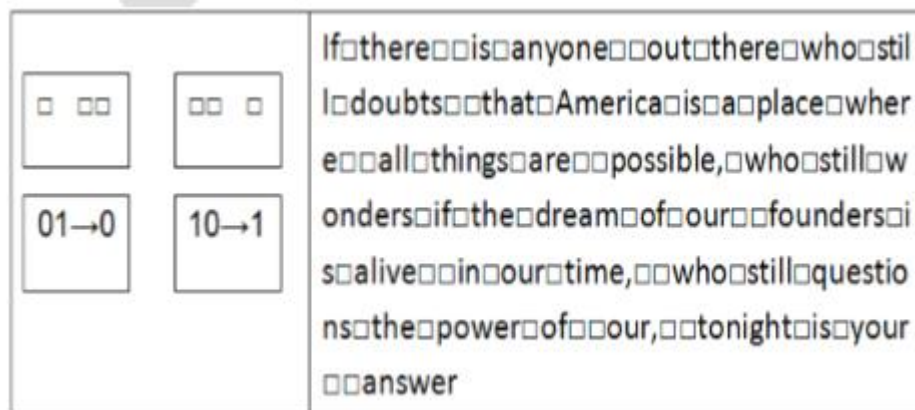 □ □□
□□ □
01→0
10→1
If□there□□is□anyone□□out□there□who□stil
l□doubts□□that□America□is□a□place□wher
e□□all□things□are□□possible,□who□still□w
onders□if□the□dream□of□our□□founders□i
s□alive□□in□our□time,□□who□still□questio
ns□the□power□of□□our,□□tonight□is□your
□□answer